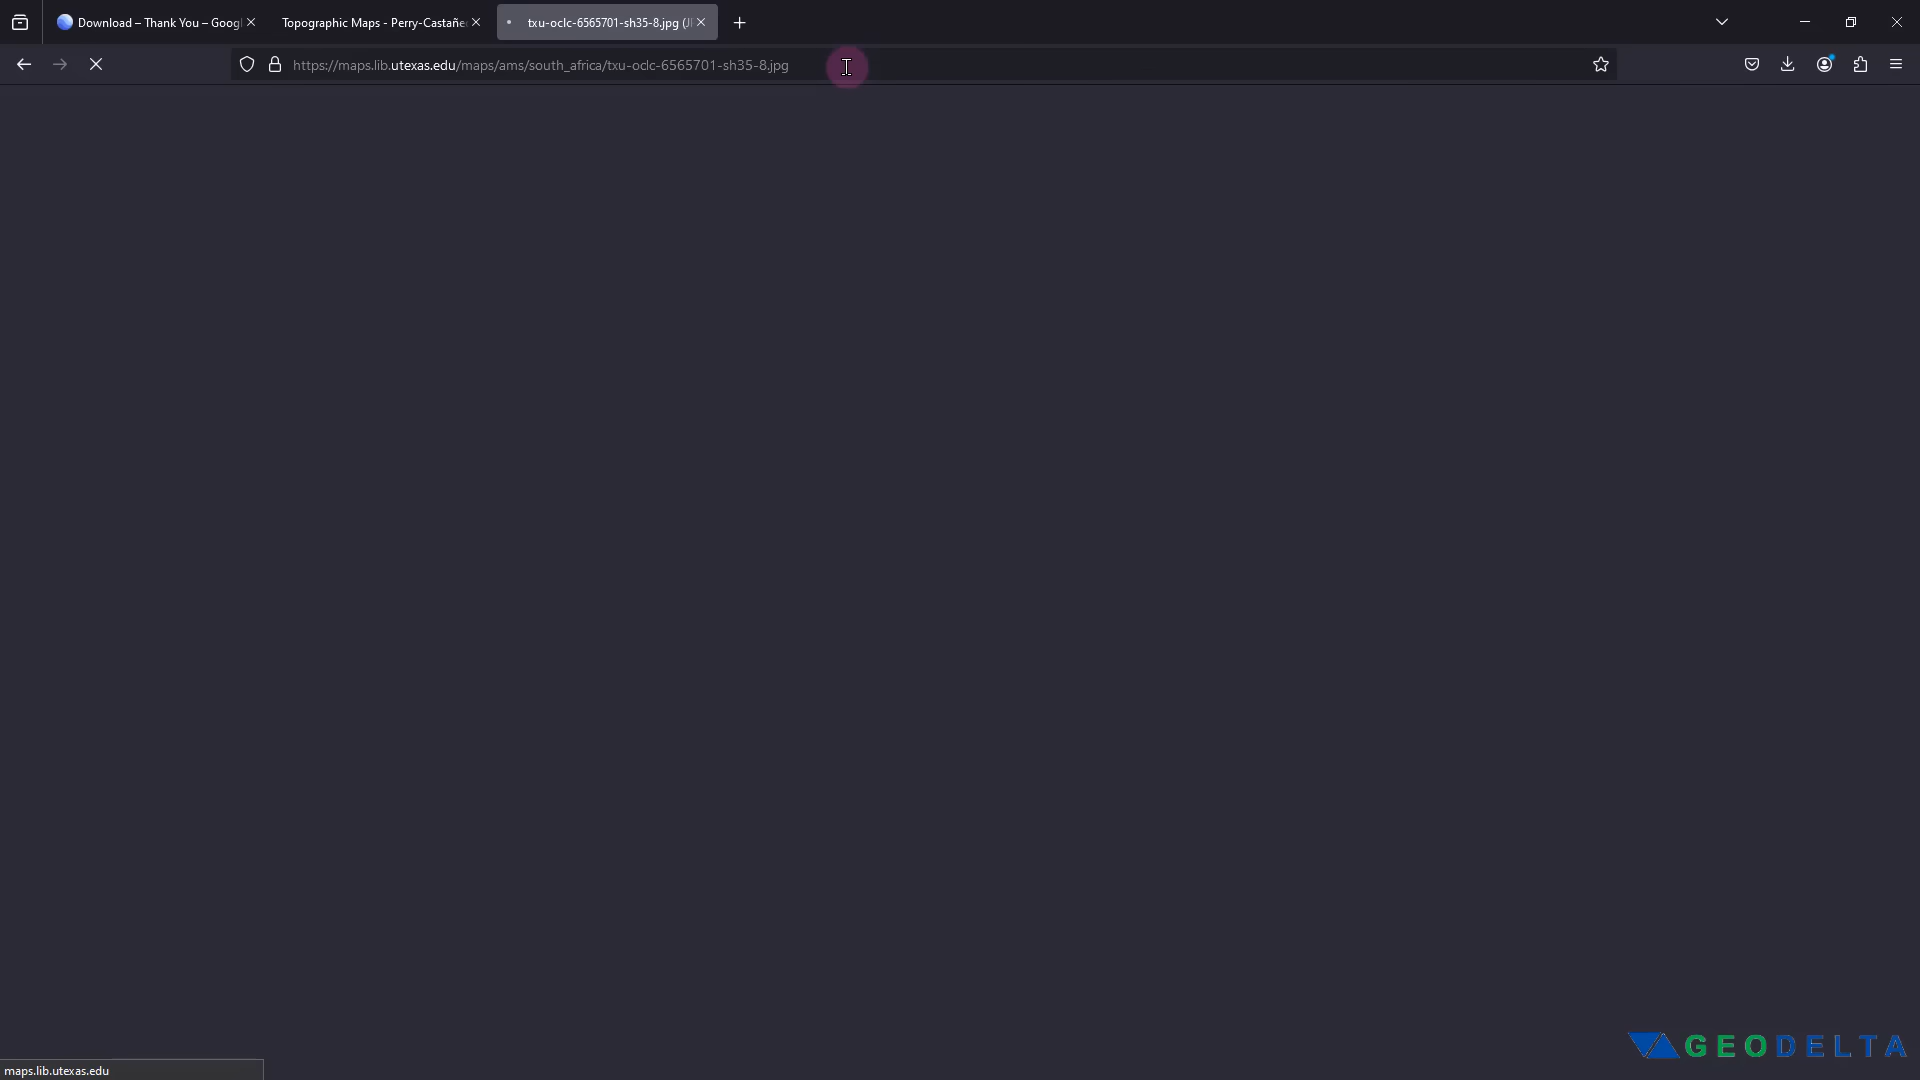 Download – Thank You – Googl
Topographic Maps - Perry-Castañe
txu-oclc-6565701-sh35-8.jpg (JI
https://maps.lib.utexas.edu/maps/ams/south_africa/txu-oclc-6565701-sh35-8.jpg
GEODELTA
maps.lib.utexas.edu